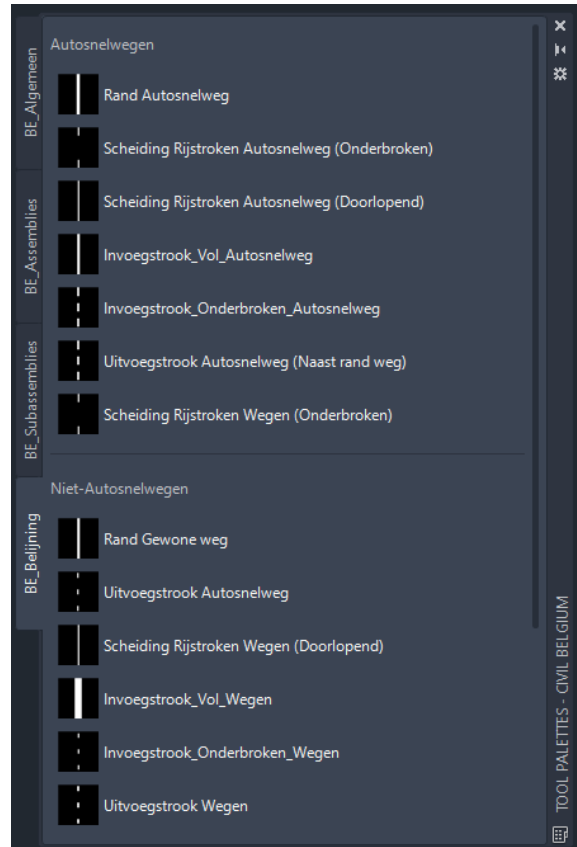 BE_Algemeen
BE_Assemblies
BE_Subassemblies
BE_Belijning
Autosnelwegen
Rand Autosnelweg
Scheiding Rijstroken Autosnelweg (Onderbroken)
Scheiding Rijstroken Autosnelweg (Doorlopend)
Invoegstrook_Vol_Autosnelweg
Invoegstrook_Onderbroken_Autosnelweg
Uitvoegstrook Autosnelweg (Naast rand weg)
Scheiding Rijstroken Wegen (Onderbroken)
Niet-Autosnelwegen
Rand Gewone weg
Uitvoegstrook Autosnelweg
Scheiding Rijstroken Wegen (Doorlopend)
Invoegstrook_Vol_Wegen
Invoegstrook_Onderbroken_Wegen
Uitvoegstrook Wegen
TOOL PALETTES - CIVIL BELGIUM